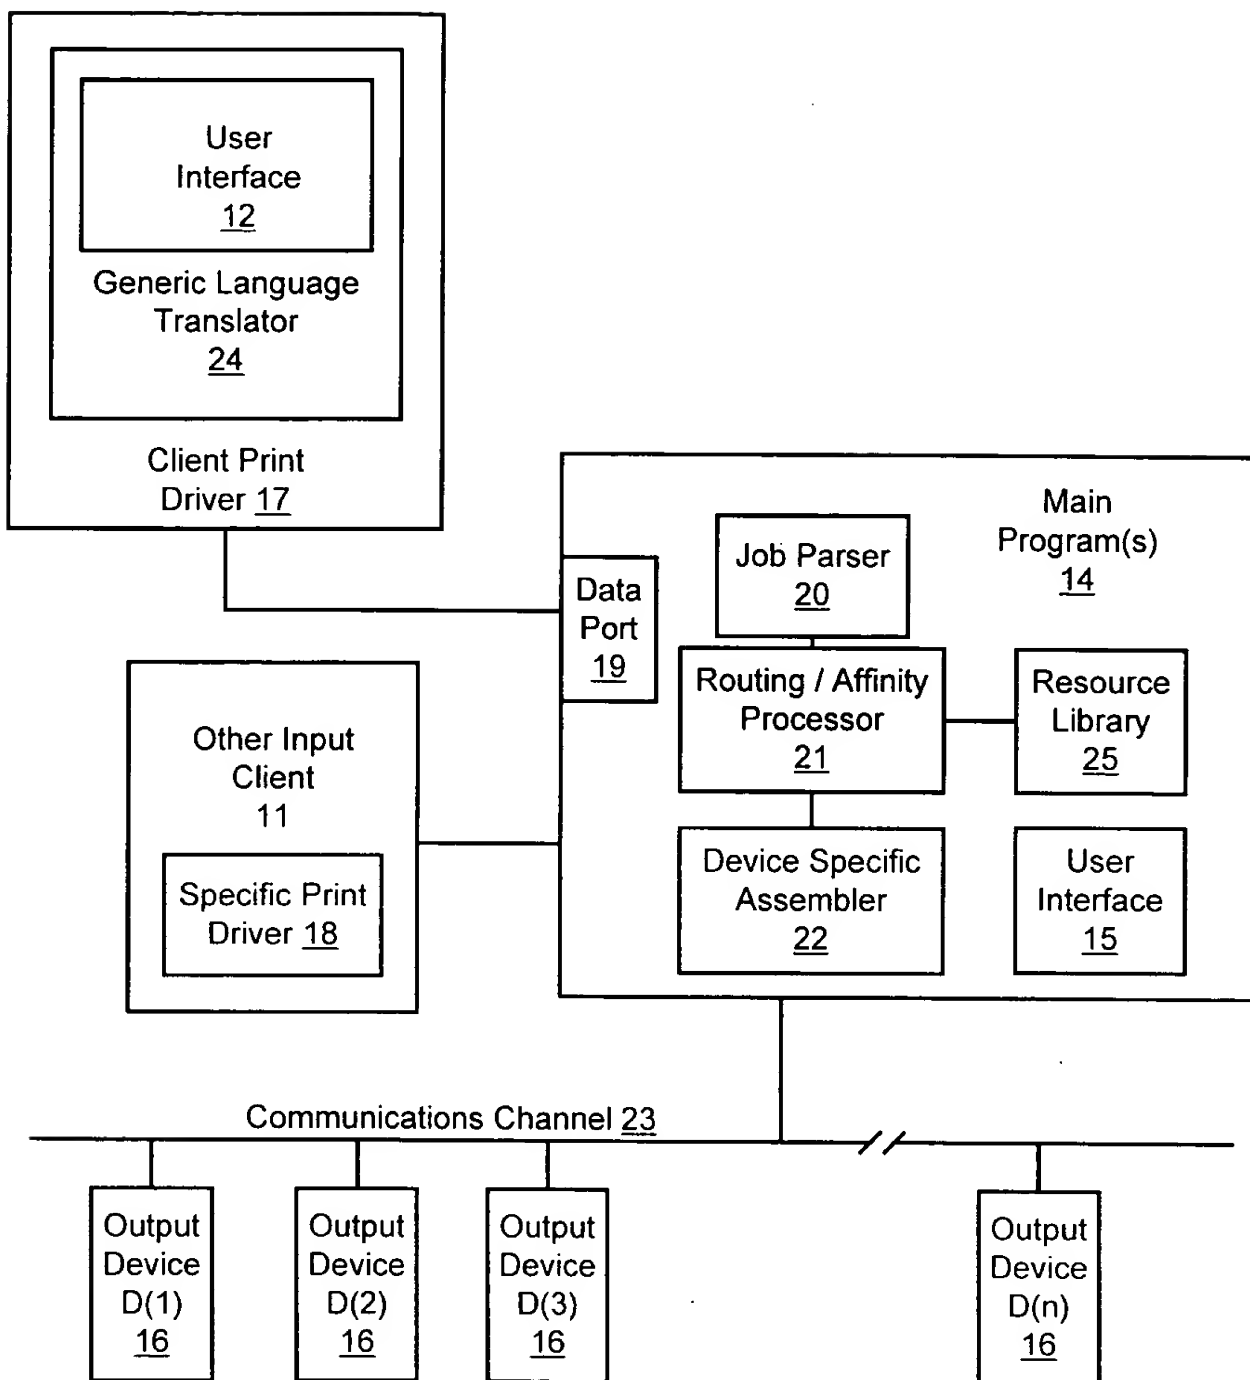 User
Interface
12
Generic Language
Translator
24
Client Print
Driver 17
Main
Program(s)
14
Job Parser
20
Data
Port
19
Routing / Affinity
Processor
21
Resource
Library
25
Other Input
Client
11
Specific Print
Driver 18
Device Specific
Assembler
22
User
Interface
15
Communications Channel 23
Output
Device
D(1)
16
Output
Device
D(2)
16
Output
Device
D(3)
16
Output
Device
D(n)
16